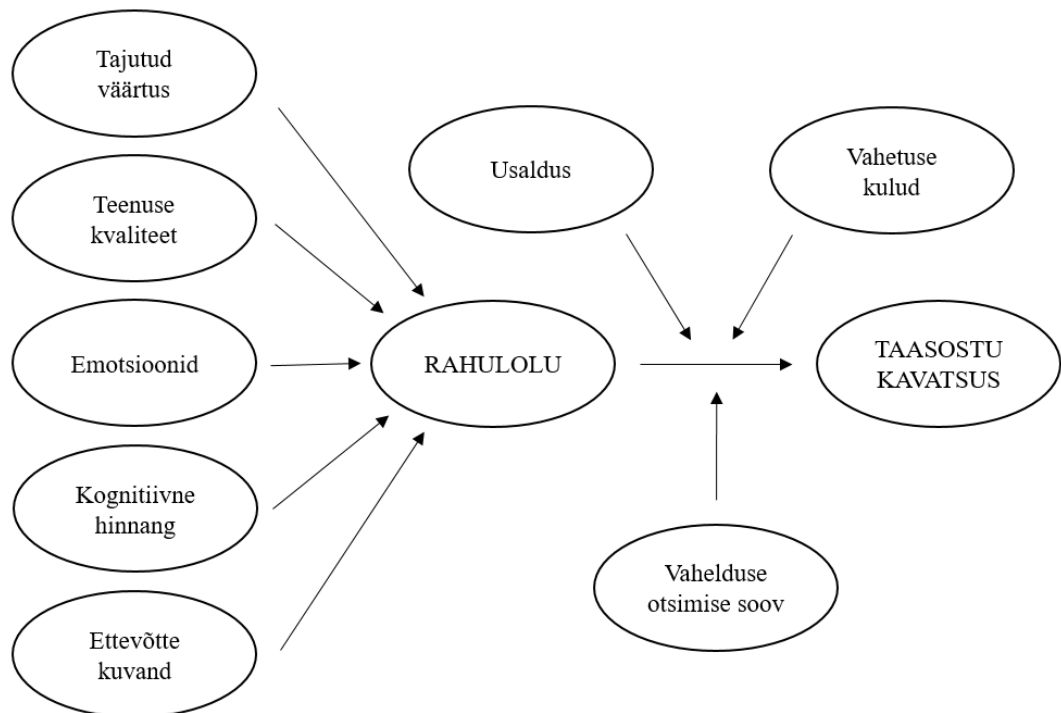 Tajutud
väärtus
Teenuse
kvaliteet
Emotsioonid
Kognitiivne
hinnang
Ettevõtte
kuvand
RAHULOLU
Usaldus
Vahetuse
kulud
TAASOSTU
KAVATSUS
Vahelduse
otsimise soov